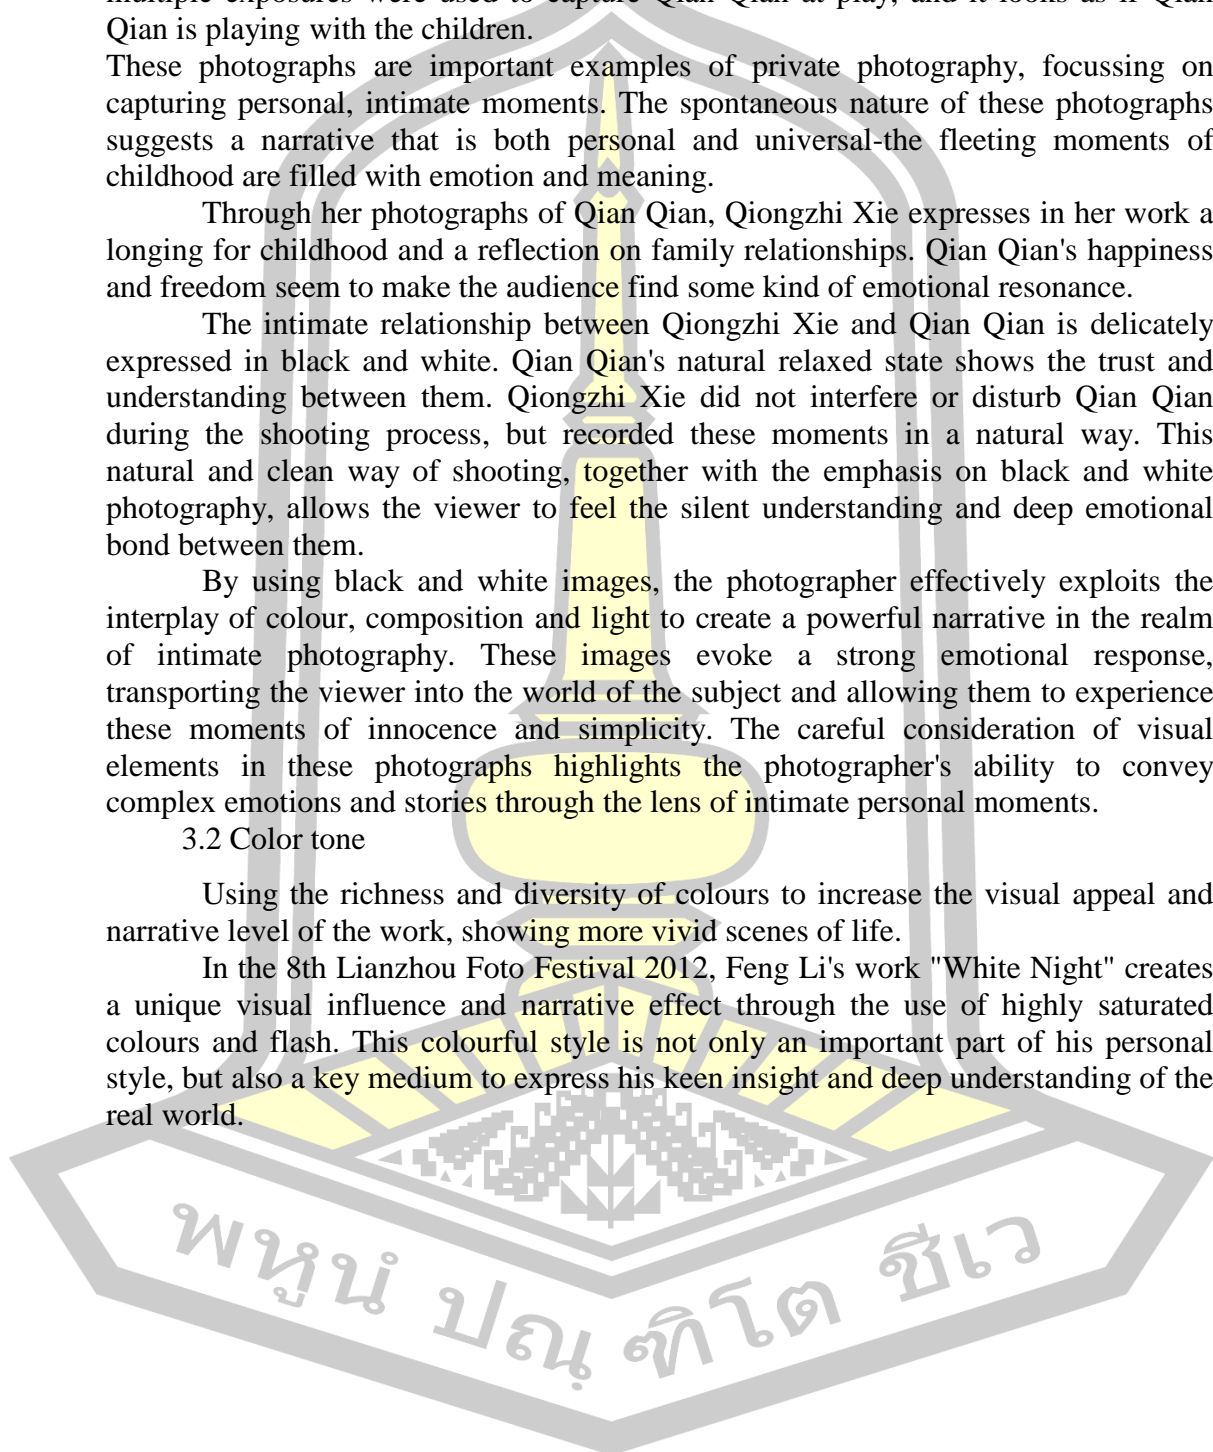 multiple exposures were used to capture Qian Qian at play, and it looks as if Qian
Qian is playing with the children.
These photographs are important examples of private photography, focussing on
capturing personal, intimate moments. The spontaneous nature of these photographs
suggests a narrative that is both personal and universal-the fleeting moments of
childhood are filled with emotion and meaning.
Through her photographs of Qian Qian, Qiongzhi Xie expresses in her work a
longing for childhood and a reflection on family relationships. Qian Qian's happiness
and freedom seem to make the audience find some kind of emotional resonance.
The intimate relationship between Qiongzhi Xie and Qian Qian is delicately
expressed in black and white. Qian Qian's natural relaxed state shows the trust and
understanding between them. Qiongzhi Xie did not interfere or disturb Qian Qian
during the shooting process, but recorded these moments in a natural way. This
natural and clean way of shooting, together with the emphasis on black and white
photography, allows the viewer to feel the silent understanding and deep emotional
bond between them.
By using black and white images, the photographer effectively exploits the
interplay of colour, composition and light to create a powerful narrative in the realm
of intimate photography. These images evoke a strong emotional response,
transporting the viewer into the world of the subject and allowing them to experience
these moments of innocence and simplicity. The careful consideration of visual
elements in these photographs highlights the photographer's ability to convey
complex emotions and stories through the lens of intimate personal moments.
3.2 Color tone
Using the richness and diversity of colours to increase the visual appeal and
narrative level of the work, showing more vivid scenes of life.
In the 8th Lianzhou Foto Festival 2012, Feng Li's work "White Night" creates
a unique visual influence and narrative effect through the use of highly saturated
colours and flash. This colourful style is not only an important part of his personal
style, but also a key medium to express his keen insight and deep understanding of the
real world.
พหูนํ ปณฺฑิโต ชีเว